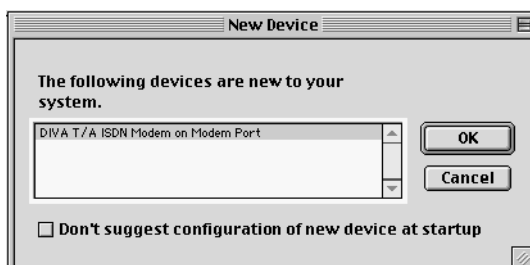 New Device
The following devices are new to your
system.
DIVA T/A ISDN Modem on Modem Port
OK
Cancel
Don't suggest configuration of new device at startup